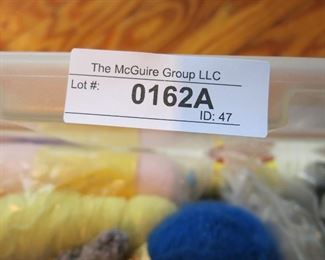 The McGuire Group LLC
Lot #:
0162A
ID: 47